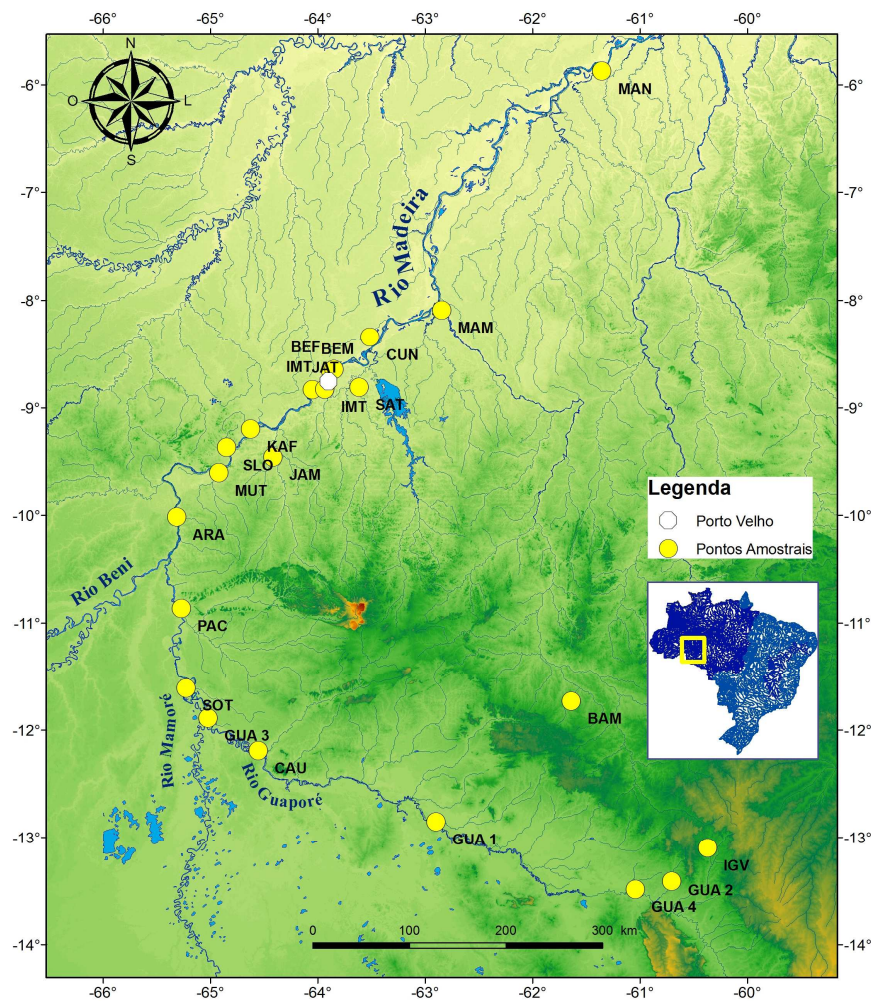 -66° -65° -64° -63° -62° -61° -60°
N
O L
S
-6°
-7°
-8°
-9°
-10°
-11°
-12°
-13°
-14°
-6°
-7°
-8°
-9°
-10°
-11°
-12°
-13°
-14°
MAN
Rio Madeira
MAM
BEF BEM
CUN
IMT JAT
IMT SAT
KAF
SLO
JAM
MUT
ARA
Rio Beni
PAC
SOT
Rio Mamoré
GUA 3
CAU
Rio Guaporé
BAM
GUA 1
IGV
GUA 2
GUA 4
Legenda
Porto Velho
Pontos Amostrais
0 100 200 300 km
-66° -65° -64° -63° -62° -61° -60°